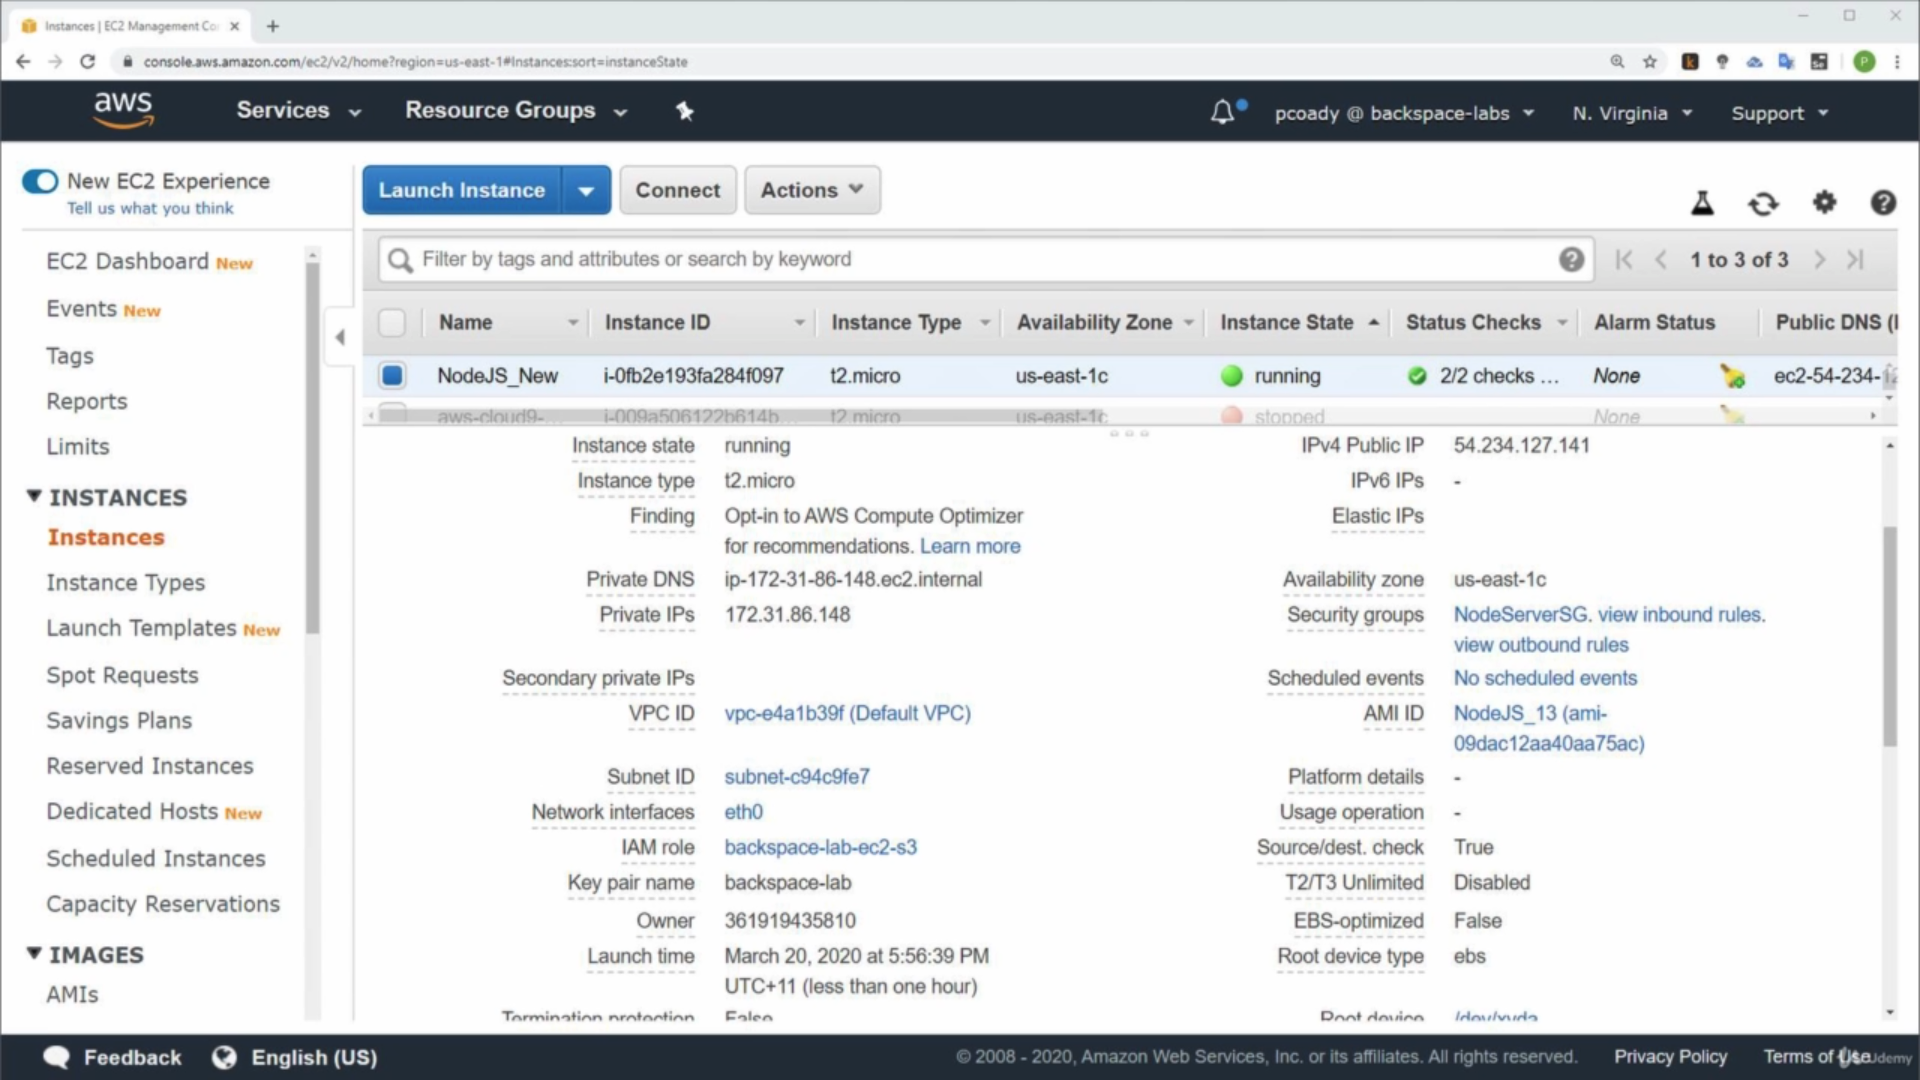 Instances | EC2 Management Co
console.aws.amazon.com/ec2/v2/home?region=us-east-1#Instances:sort=instanceState
P
aws
Services
Resource Groups
pcoady @ backspace-labs
N. Virginia
Support
New EC2 Experience
Tell us what you think
EC2 Dashboard New
Events New
Tags
Reports
Limits
INSTANCES
Instances
Instance Types
Launch Templates New
Spot Requests
Savings Plans
Reserved Instances
Dedicated Hosts New
Scheduled Instances
Capacity Reservations
IMAGES
AMIs
Launch Instance
Connect
Actions
Filter by tags and attributes or search by keyword
1 to 3 of 3
Name Instance ID Instance Type Availability Zone Instance State Status Checks Alarm Status Public DNS (I
NodeJS_New i-0fb2e193fa284f097 t2.micro us-east-1c running 2/2 checks ... None ec2-54-234-12
aws-cloud9-... i-009a506122b614b... t2.micro us-east-1c stopped None
Instance state running
Instance type t2.micro
Finding Opt-in to AWS Compute Optimizer
for recommendations. Learn more
Private DNS ip-172-31-86-148.ec2.internal
Private IPs 172.31.86.148
Secondary private IPs
VPC ID vpc-e4a1b39f (Default VPC)
Subnet ID subnet-c94c9fe7
Network interfaces eth0
IAM role backspace-lab-ec2-s3
Key pair name backspace-lab
Owner 361919435810
Launch time March 20, 2020 at 5:56:39 PM
UTC+11 (less than one hour)
Termination protection False
IPv4 Public IP 54.234.127.141
IPv6 IPs -
Elastic IPs
Availability zone us-east-1c
Security groups NodeServerSG. view inbound rules.
view outbound rules
Scheduled events No scheduled events
AMI ID NodeJS_13 (ami-
09dac12aa40aa75ac)
Platform details -
Usage operation -
Source/dest. check True
T2/T3 Unlimited Disabled
EBS-optimized False
Root device type ebs
Root device /dev/xvda
Feedback
English (US)
© 2008 - 2020, Amazon Web Services, Inc. or its affiliates. All rights reserved.
Privacy Policy
Terms of Use
Udemy